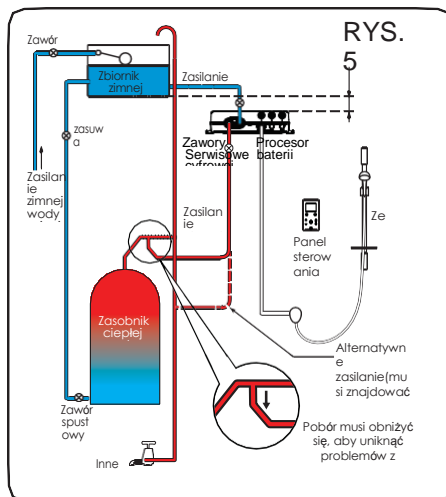 RYS.
5
Zawór
Zbiornik
zimnej
Zasilanie
zasuw
a
Zawory
Serwisowe
cyfrowej
Procesor
baterii
Zasilan
ie
zimnej
wody
Zasilan
ie
Ze
Panel
sterow
ania
Zasobnik
ciepłej
Alternatywn
e
zasilanie(mu
si znajdować
Zawór
spust
owy
Pobór musi obniżyć
się, aby uniknąć
problemów z
Inne